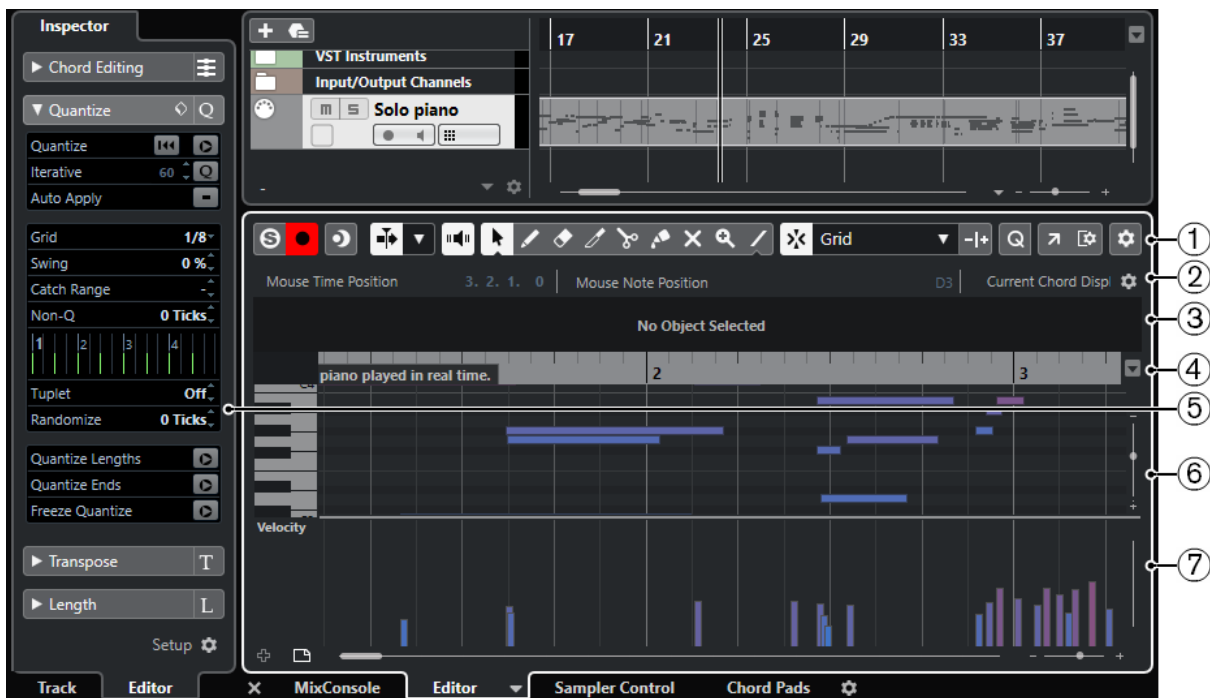 Inspector
Chord Editing
Quantize Q
Quantize
Iterative 60 Q
Auto Apply
Grid 1/8
Swing 0 %
Catch Range -
Non-Q 0 Ticks
1 2 3 4
Tuplet Off
Randomize 0 Ticks
Quantize Lengths
Quantize Ends
Freeze Quantize
Transpose T
Length L
Setup
Track Editor
17 21 25 29 33 37
VST Instruments
Input/Output Channels
m S Solo piano
-
S Grid Q
Mouse Time Position 3. 2. 1. 0 Mouse Note Position D3 Current Chord Displ
No Object Selected
2 3
piano played in real time.
Velocity
MixConsole Editor Sampler Control Chord Pads
1
2
3
4
5
6
7